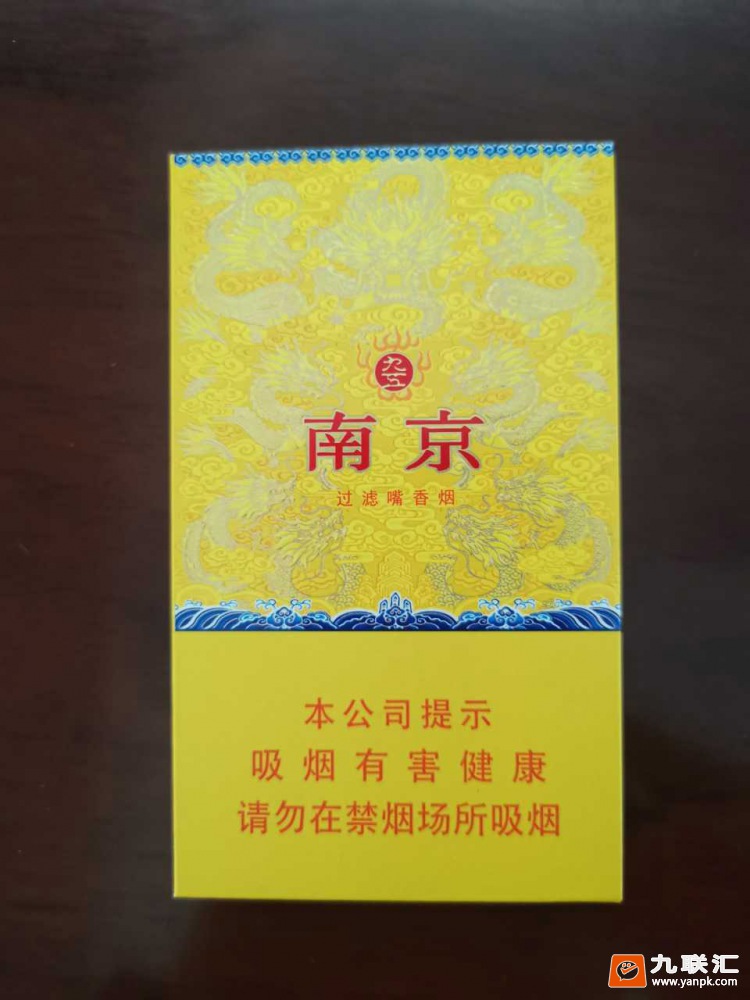 九五
南京
过滤嘴香烟
本公司提示
吸烟有害健康
请勿在禁烟场所吸烟
九联汇
www.yanpk.com